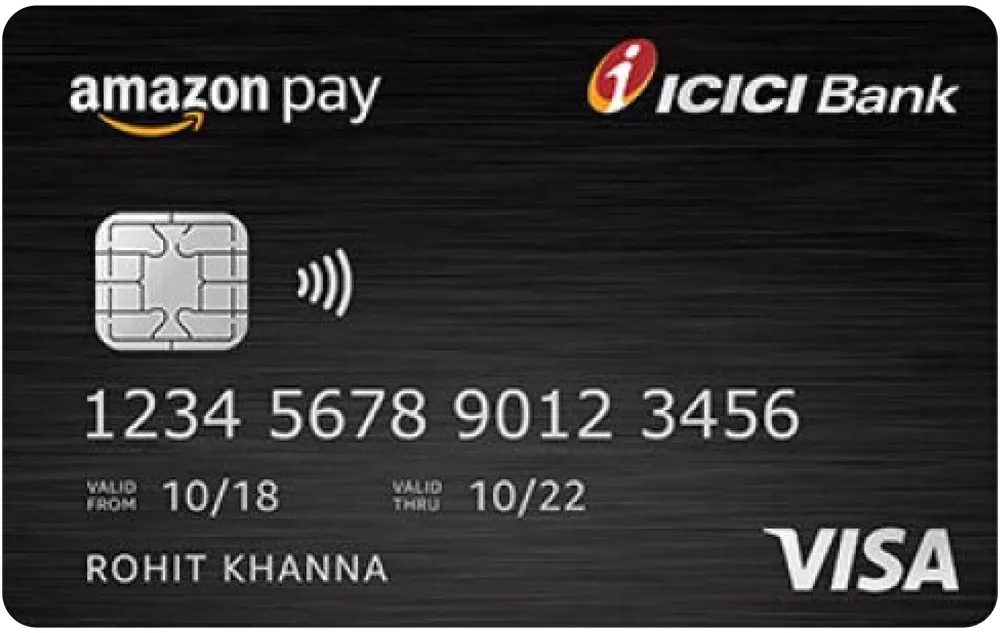 amazon pay
ICICI Bank
1234 5678 9012 3456
VALID FROM 10/18 VALID THRU 10/22
ROHIT KHANNA
VISA